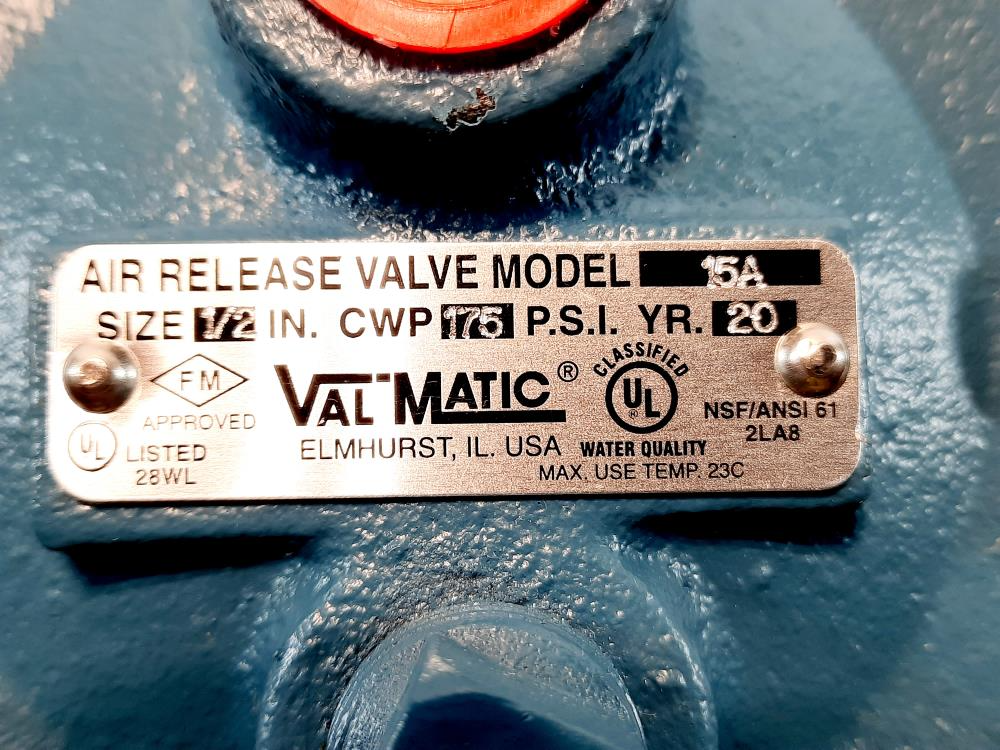 AIR RELEASE VALVE MODEL 15A
SIZE 1/2 IN. CWP 175 P.S.I. YR. 20
FM
APPROVED
UL LISTED
28WL
VAL MATIC®
ELMHURST, IL. USA
CLASSIFIED
UL®
WATER QUALITY
NSF/ANSI 61
2LA8
MAX. USE TEMP. 23C